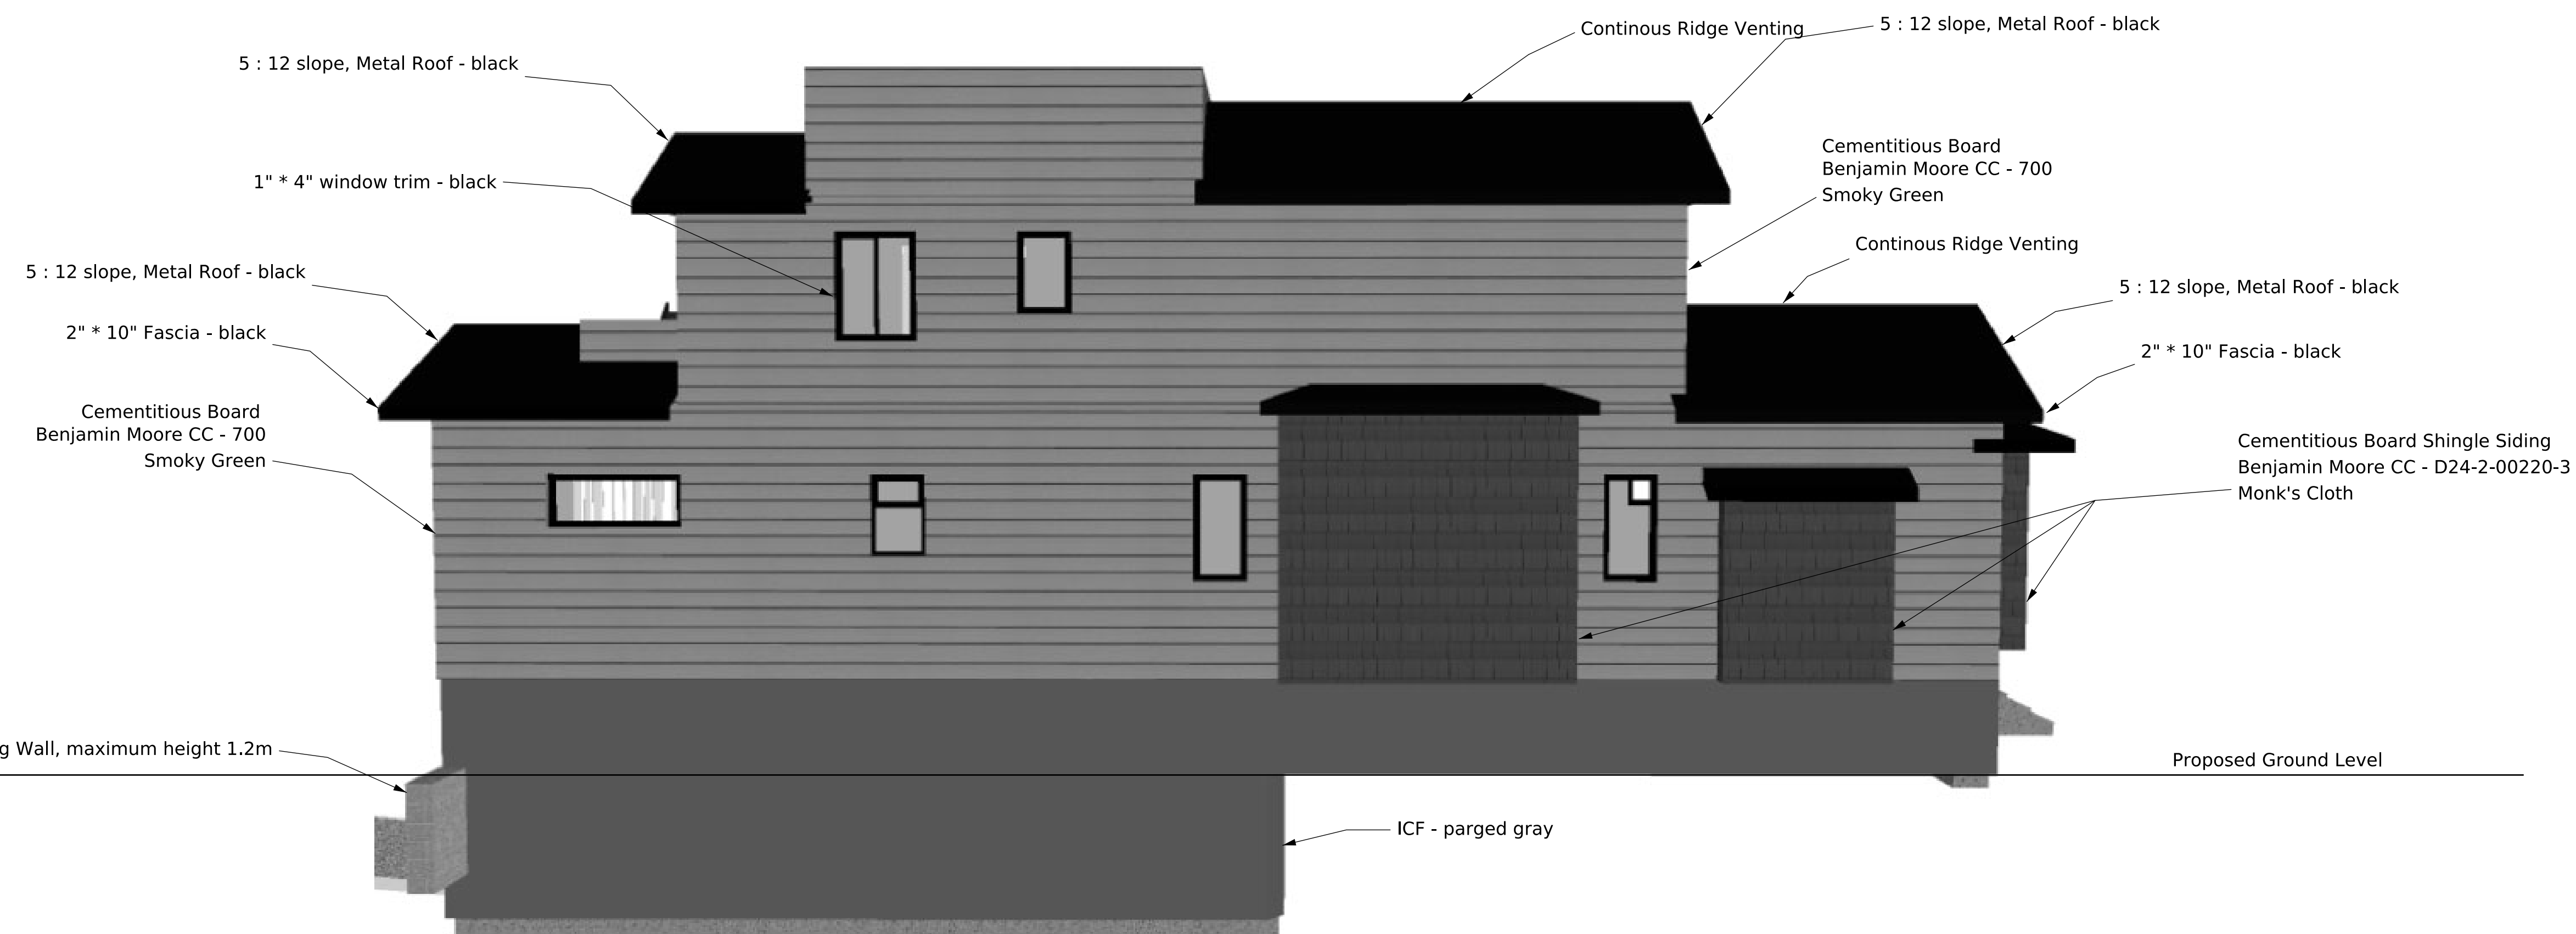 Continous Ridge Venting
5 : 12 slope, Metal Roof - black
5 : 12 slope, Metal Roof - black
Cementitious Board
Benjamin Moore CC - 700
Smoky Green
1" * 4" window trim - black
Continous Ridge Venting
5 : 12 slope, Metal Roof - black
5 : 12 slope, Metal Roof - black
2" * 10" Fascia - black
2" * 10" Fascia - black
Cementitious Board
Benjamin Moore CC - 700
Smoky Green
Cementitious Board Shingle Siding
Benjamin Moore CC - D24-2-00220-3
Monk's Cloth
g Wall, maximum height 1.2m
Proposed Ground Level
ICF - parged gray